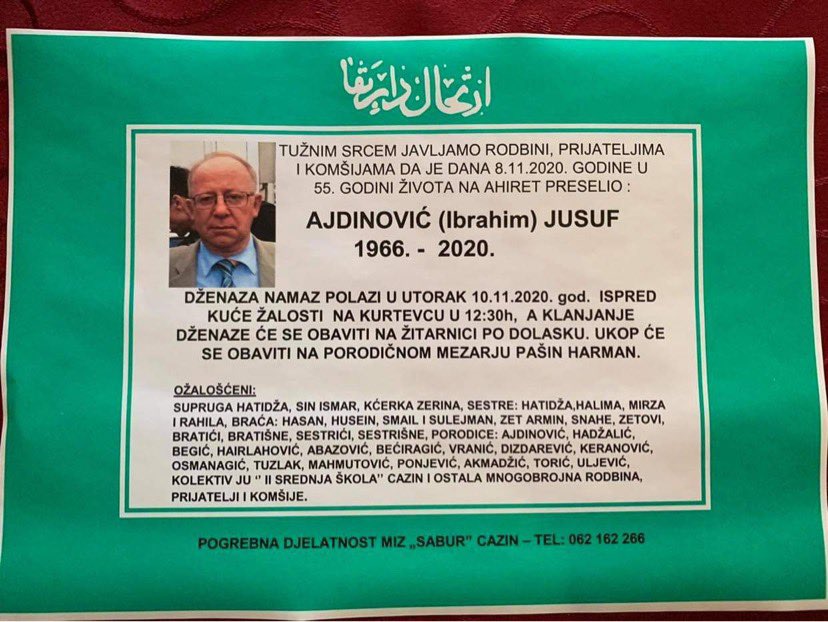 ارتحال دار بقا
TUŽNIM SRCEM JAVLJAMO RODBINI, PRIJATELJIMA
I KOMŠIJAMA DA JE DANA 8.11.2020. GODINE U
55. GODINI ŽIVOTA NA AHIRET PRESELIO :
AJDINOVIĆ (Ibrahim) JUSUF
1966. - 2020.
DŽENAZA NAMAZ POLAZI U UTORAK 10.11.2020. god. ISPRED
KUĆE ŽALOSTI NA KURTEVCU U 12:30h, A KLANJANJE
DŽENAZE ĆE SE OBAVITI NA ŽITARNICI PO DOLASKU. UKOP ĆE
SE OBAVITI NA PORODIČNOM MEZARJU PAŠIN HARMAN.
OŽALOŠĆENI:
SUPRUGA HATIDŽA, SIN ISMAR, KĆERKA ZERINA, SESTRE: HATIDŽA,HALIMA, MIRZA
I RAHILA, BRAĆA: HASAN, HUSEIN, SMAIL I SULEJMAN, ZET ARMIN, SNAHE, ZETOVI,
BRATIĆI, BRATIŠNE, SESTRIĆI, SESTRIŠNE, PORODICE: AJDINOVIĆ, HADŽALIĆ,
BEGIĆ, HAIRLAHOVIĆ, ABAZOVIĆ, BEĆIRAGIĆ, VRANIĆ, DIZDAREVIĆ, KERANOVIĆ,
OSMANAGIĆ, TUZLAK, MAHMUTOVIĆ, PONJEVIĆ, AKMADŽIĆ, TORIĆ, ULJEVIĆ,
KOLEKTIV JU '' II SREDNJA ŠKOLA'' CAZIN I OSTALA MNOGOBROJNA RODBINA,
PRIJATELJI I KOMŠIJE.
POGREBNA DJELATNOST MIZ „SABUR" CAZIN – TEL: 062 162 266